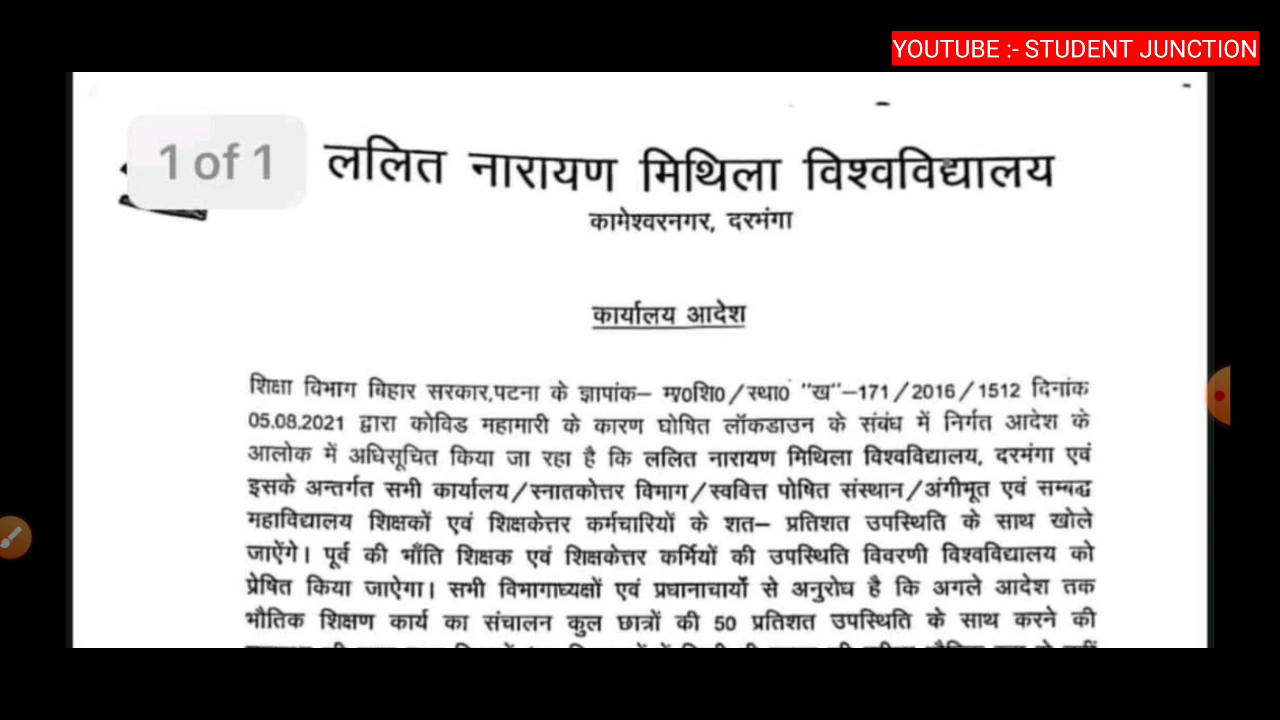 YOUTUBE :- STUDENT JUNCTION
1 of 1
ललित नारायण मिथिला विश्वविद्यालय
कामेश्वरनगर, दरभंगा
कार्यालय आदेश
शिक्षा विभाग बिहार सरकार,पटना के ज्ञापांक– म०शि०/स्था० "ख"–171/2016/1512 दिनांक
05.08.2021 द्वारा कोविड महामारी के कारण घोषित लॉकडाउन के संबंध में निर्गत आदेश के
आलोक में अधिसूचित किया जा रहा है कि ललित नारायण मिथिला विश्वविद्यालय, दरभंगा एवं
इसके अन्तर्गत सभी कार्यालय/स्नातकोत्तर विभाग/स्ववित्त पोषित संस्थान/अंगीभूत एवं सम्बद्ध
महाविद्यालय शिक्षकों एवं शिक्षकेत्तर कर्मचारियों के शत– प्रतिशत उपस्थिति के साथ खोले
जाऐंगे। पूर्व की भाँति शिक्षक एवं शिक्षकेत्तर कर्मियों की उपस्थिति विवरणी विश्वविद्यालय को
प्रेषित किया जाऐगा। सभी विभागाध्यक्षों एवं प्रधानाचार्यों से अनुरोध है कि अगले आदेश तक
भौतिक शिक्षण कार्य का संचालन कुल छात्रों की 50 प्रतिशत उपस्थिति के साथ करने की